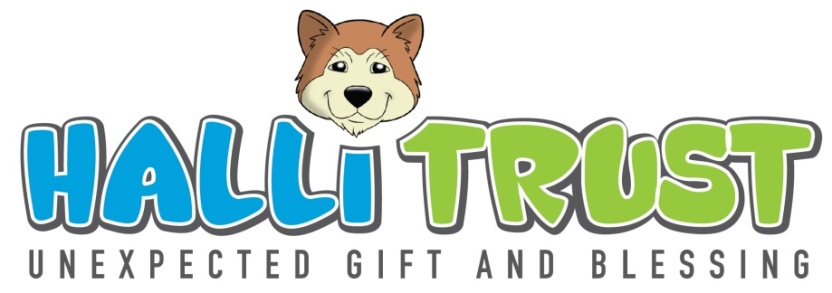 HALLi TRUST
UNEXPECTED GIFT AND BLESSING